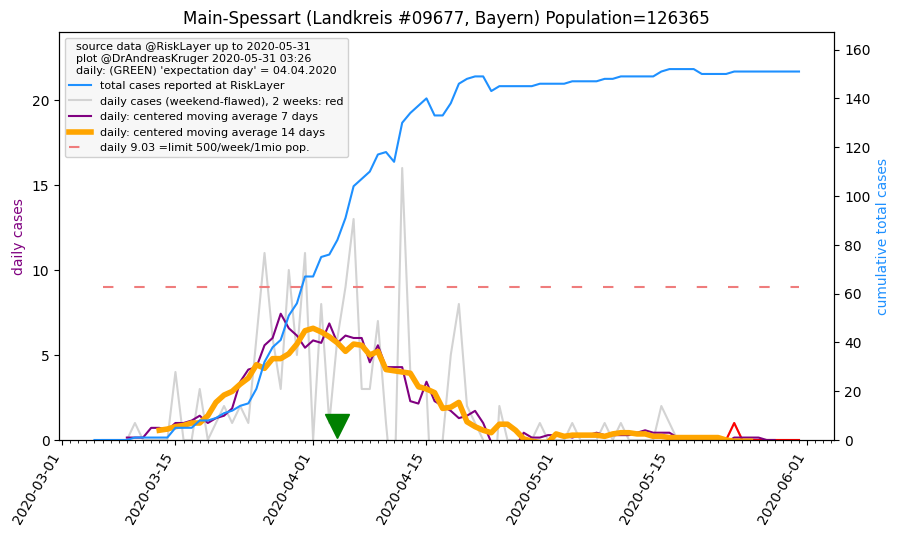 Main-Spessart (Landkreis #09677, Bayern) Population=126365
source data @RiskLayer up to 2020-05-31
plot @DrAndreasKruger 2020-05-31 03:26
daily: (GREEN) 'expectation day' = 04.04.2020
total cases reported at RiskLayer
daily cases (weekend-flawed), 2 weeks: red
daily: centered moving average 7 days
daily: centered moving average 14 days
daily 9.03 =limit 500/week/1mio pop.
daily cases
20
15
10
5
0
160
140
120
100
80
60
40
20
0
cumulative total cases
2020-03-01
2020-03-15
2020-04-01
2020-04-15
2020-05-01
2020-05-15
2020-06-01